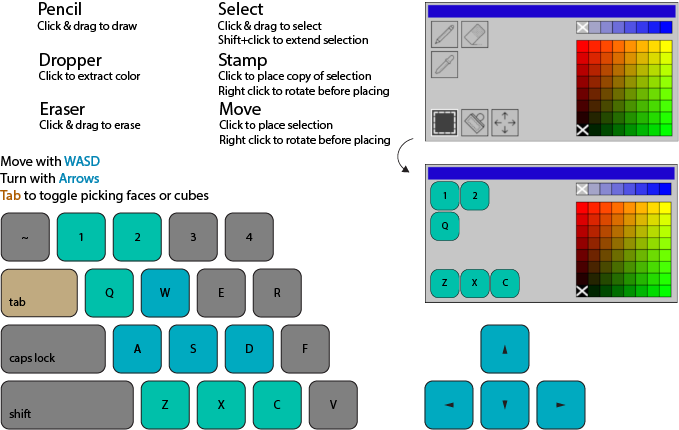 Pencil
Click & drag to draw
Select
Click & drag to select
Shift+click to extend selection
Dropper
Click to extract color
Stamp
Click to place copy of selection
Right click to rotate before placing
Eraser
Click & drag to erase
Move
Click to place selection
Right click to rotate before placing
Move with WASD
Turn with Arrows
Tab to toggle picking faces or cubes
1 2
Q
Z X C
~ 1 2 3 4
tab Q W E R
caps lock A S D F
shift Z X C V